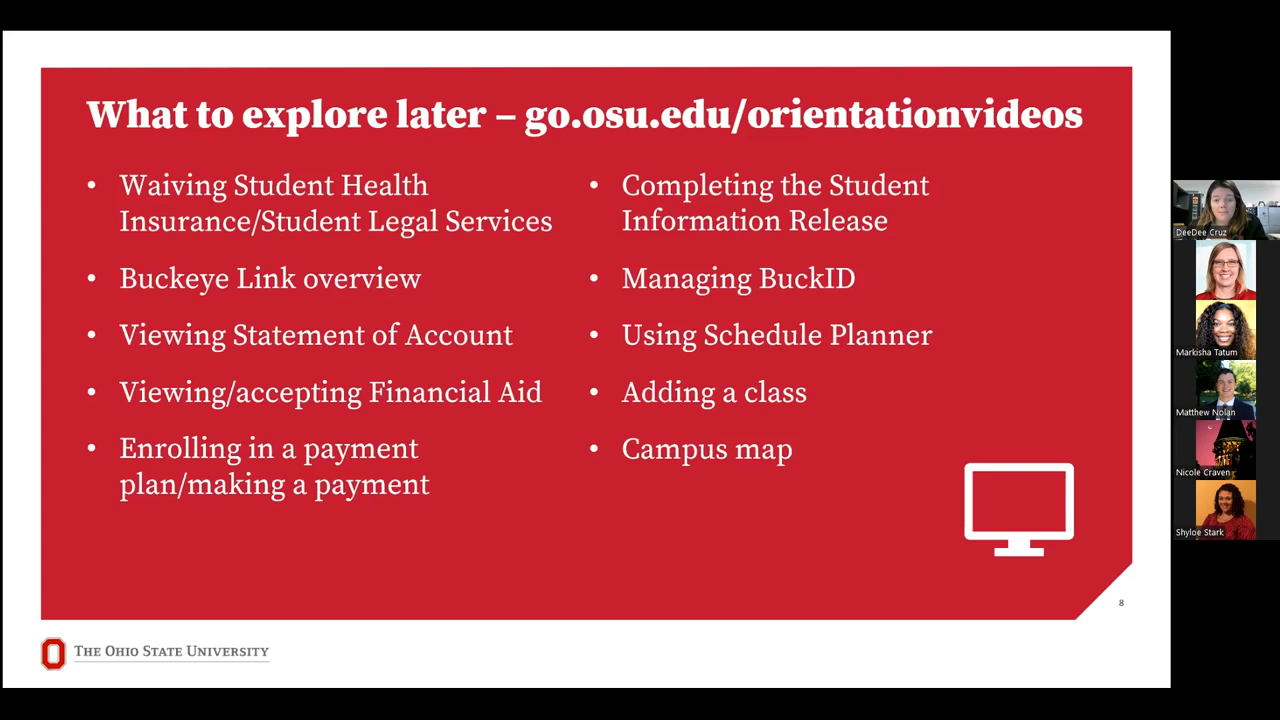 What to explore later – go.osu.edu/orientationvideos
• Waiving Student Health
Insurance/Student Legal Services
• Buckeye Link overview
• Viewing Statement of Account
• Viewing/accepting Financial Aid
• Enrolling in a payment
plan/making a payment
• Completing the Student
Information Release
• Managing BuckID
• Using Schedule Planner
• Adding a class
• Campus map
8
THE OHIO STATE UNIVERSITY
DeeDee Cruz
Markisha Tatum
Matthew Nolan
Nicole Craven
Shyloe Stark